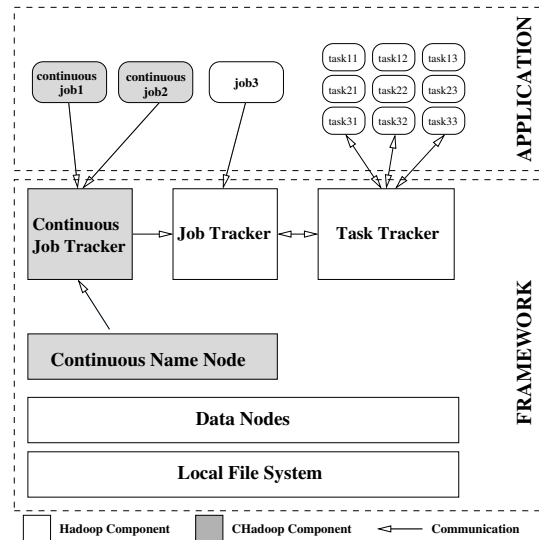 continuous
job1
continuous
job2
job3
task11
task12
task13
task21
task22
task23
task31
task32
task33
APPLICATION
Continuous
Job Tracker
Job Tracker
Task Tracker
Continuous Name Node
Data Nodes
Local File System
FRAMEWORK
Hadoop Component
CHadoop Component
Communication